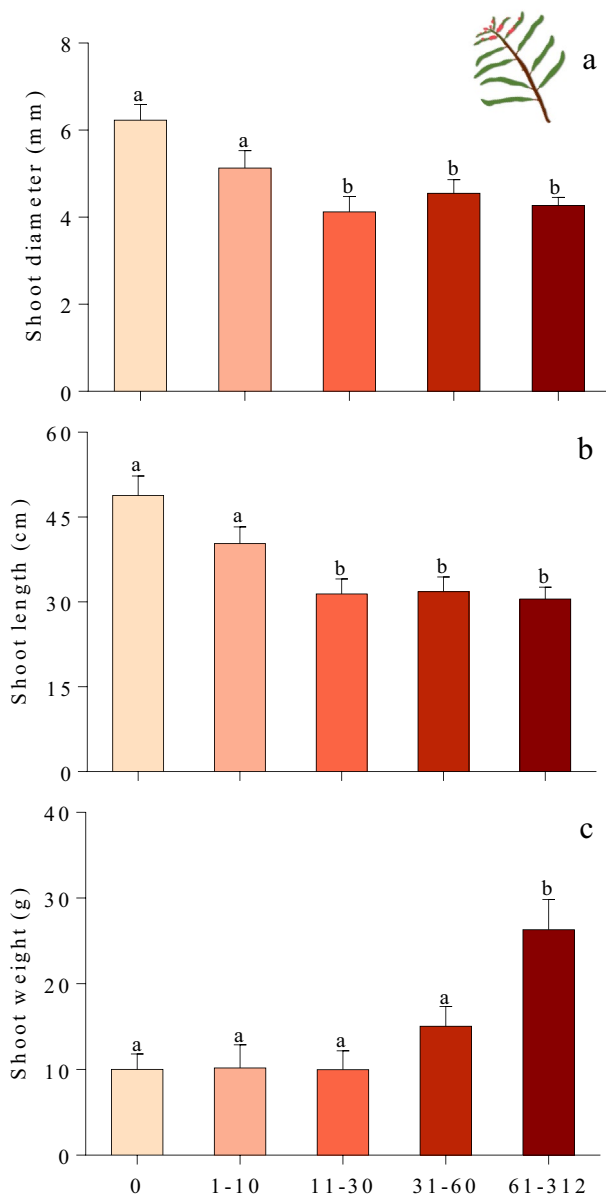 a
Shoot diameter (mm)
8
6
4
2
0
a
a
b
b
b
b
Shoot length (cm)
60
45
30
15
0
a
a
b
b
b
c
Shoot weight (g)
40
30
20
10
0
a
a
a
a
b
0 1-10 11-30 31-60 61-312